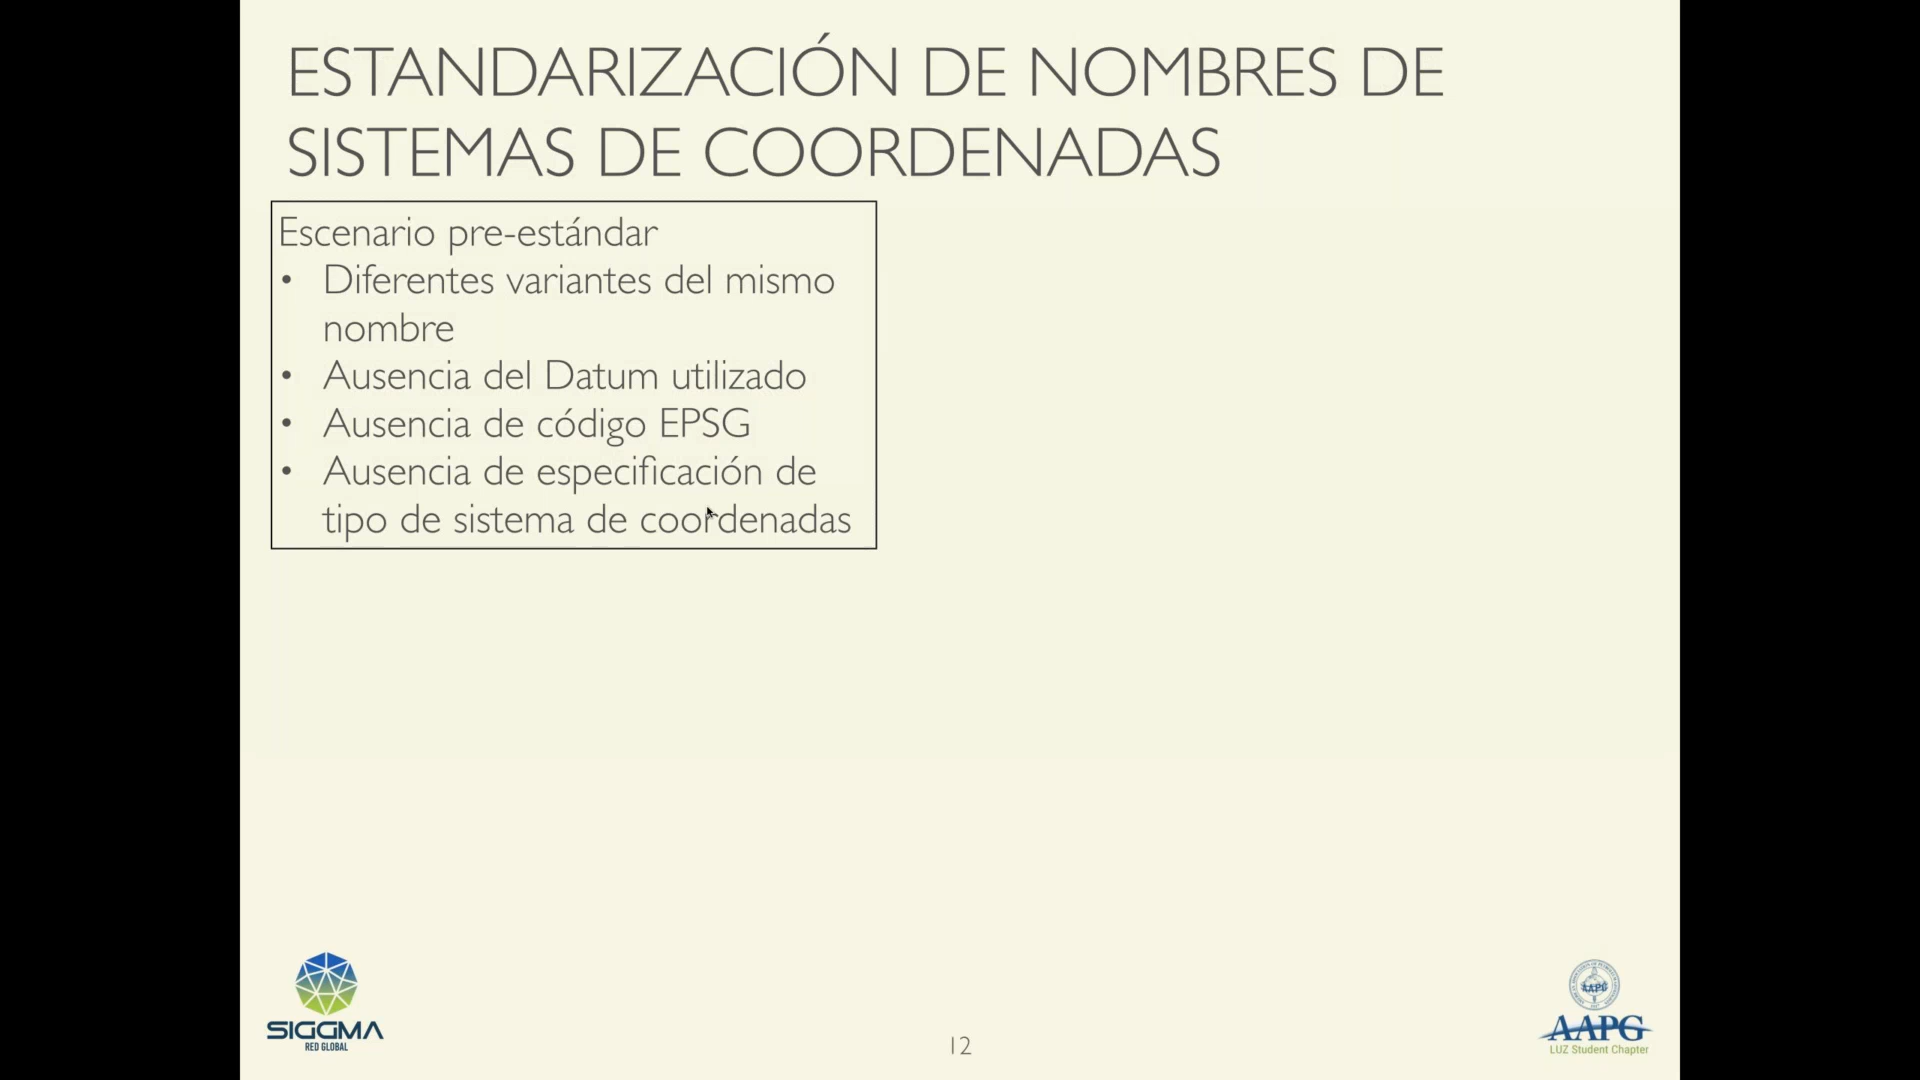 ESTANDARIZACIÓN DE NOMBRES DE
SISTEMAS DE COORDENADAS
Escenario pre-estándar
• Diferentes variantes del mismo
nombre
• Ausencia del Datum utilizado
• Ausencia de código EPSG
• Ausencia de especificación de
tipo de sistema de coordenadas
SIGGMA
RED GLOBAL
12
AAPG
AAPG
LUZ Student Chapter